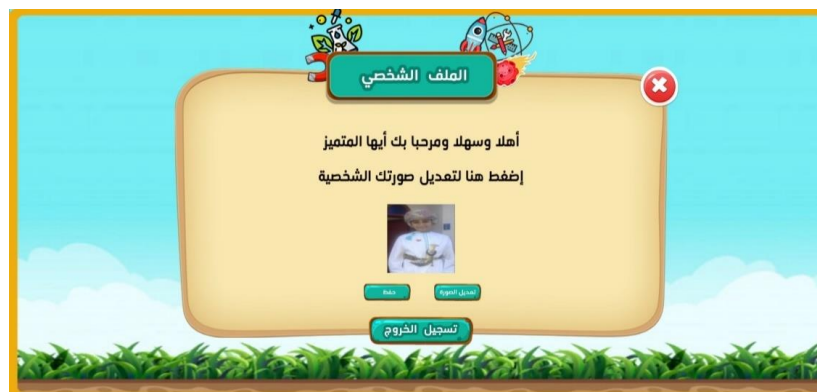 الملف الشخصي
أهلا وسهلا ومرحبا بك أيها المتميز
إضغط هنا لتعديل صورتك الشخصية
تعديل الصورة
حفظ
تسجيل الخروج